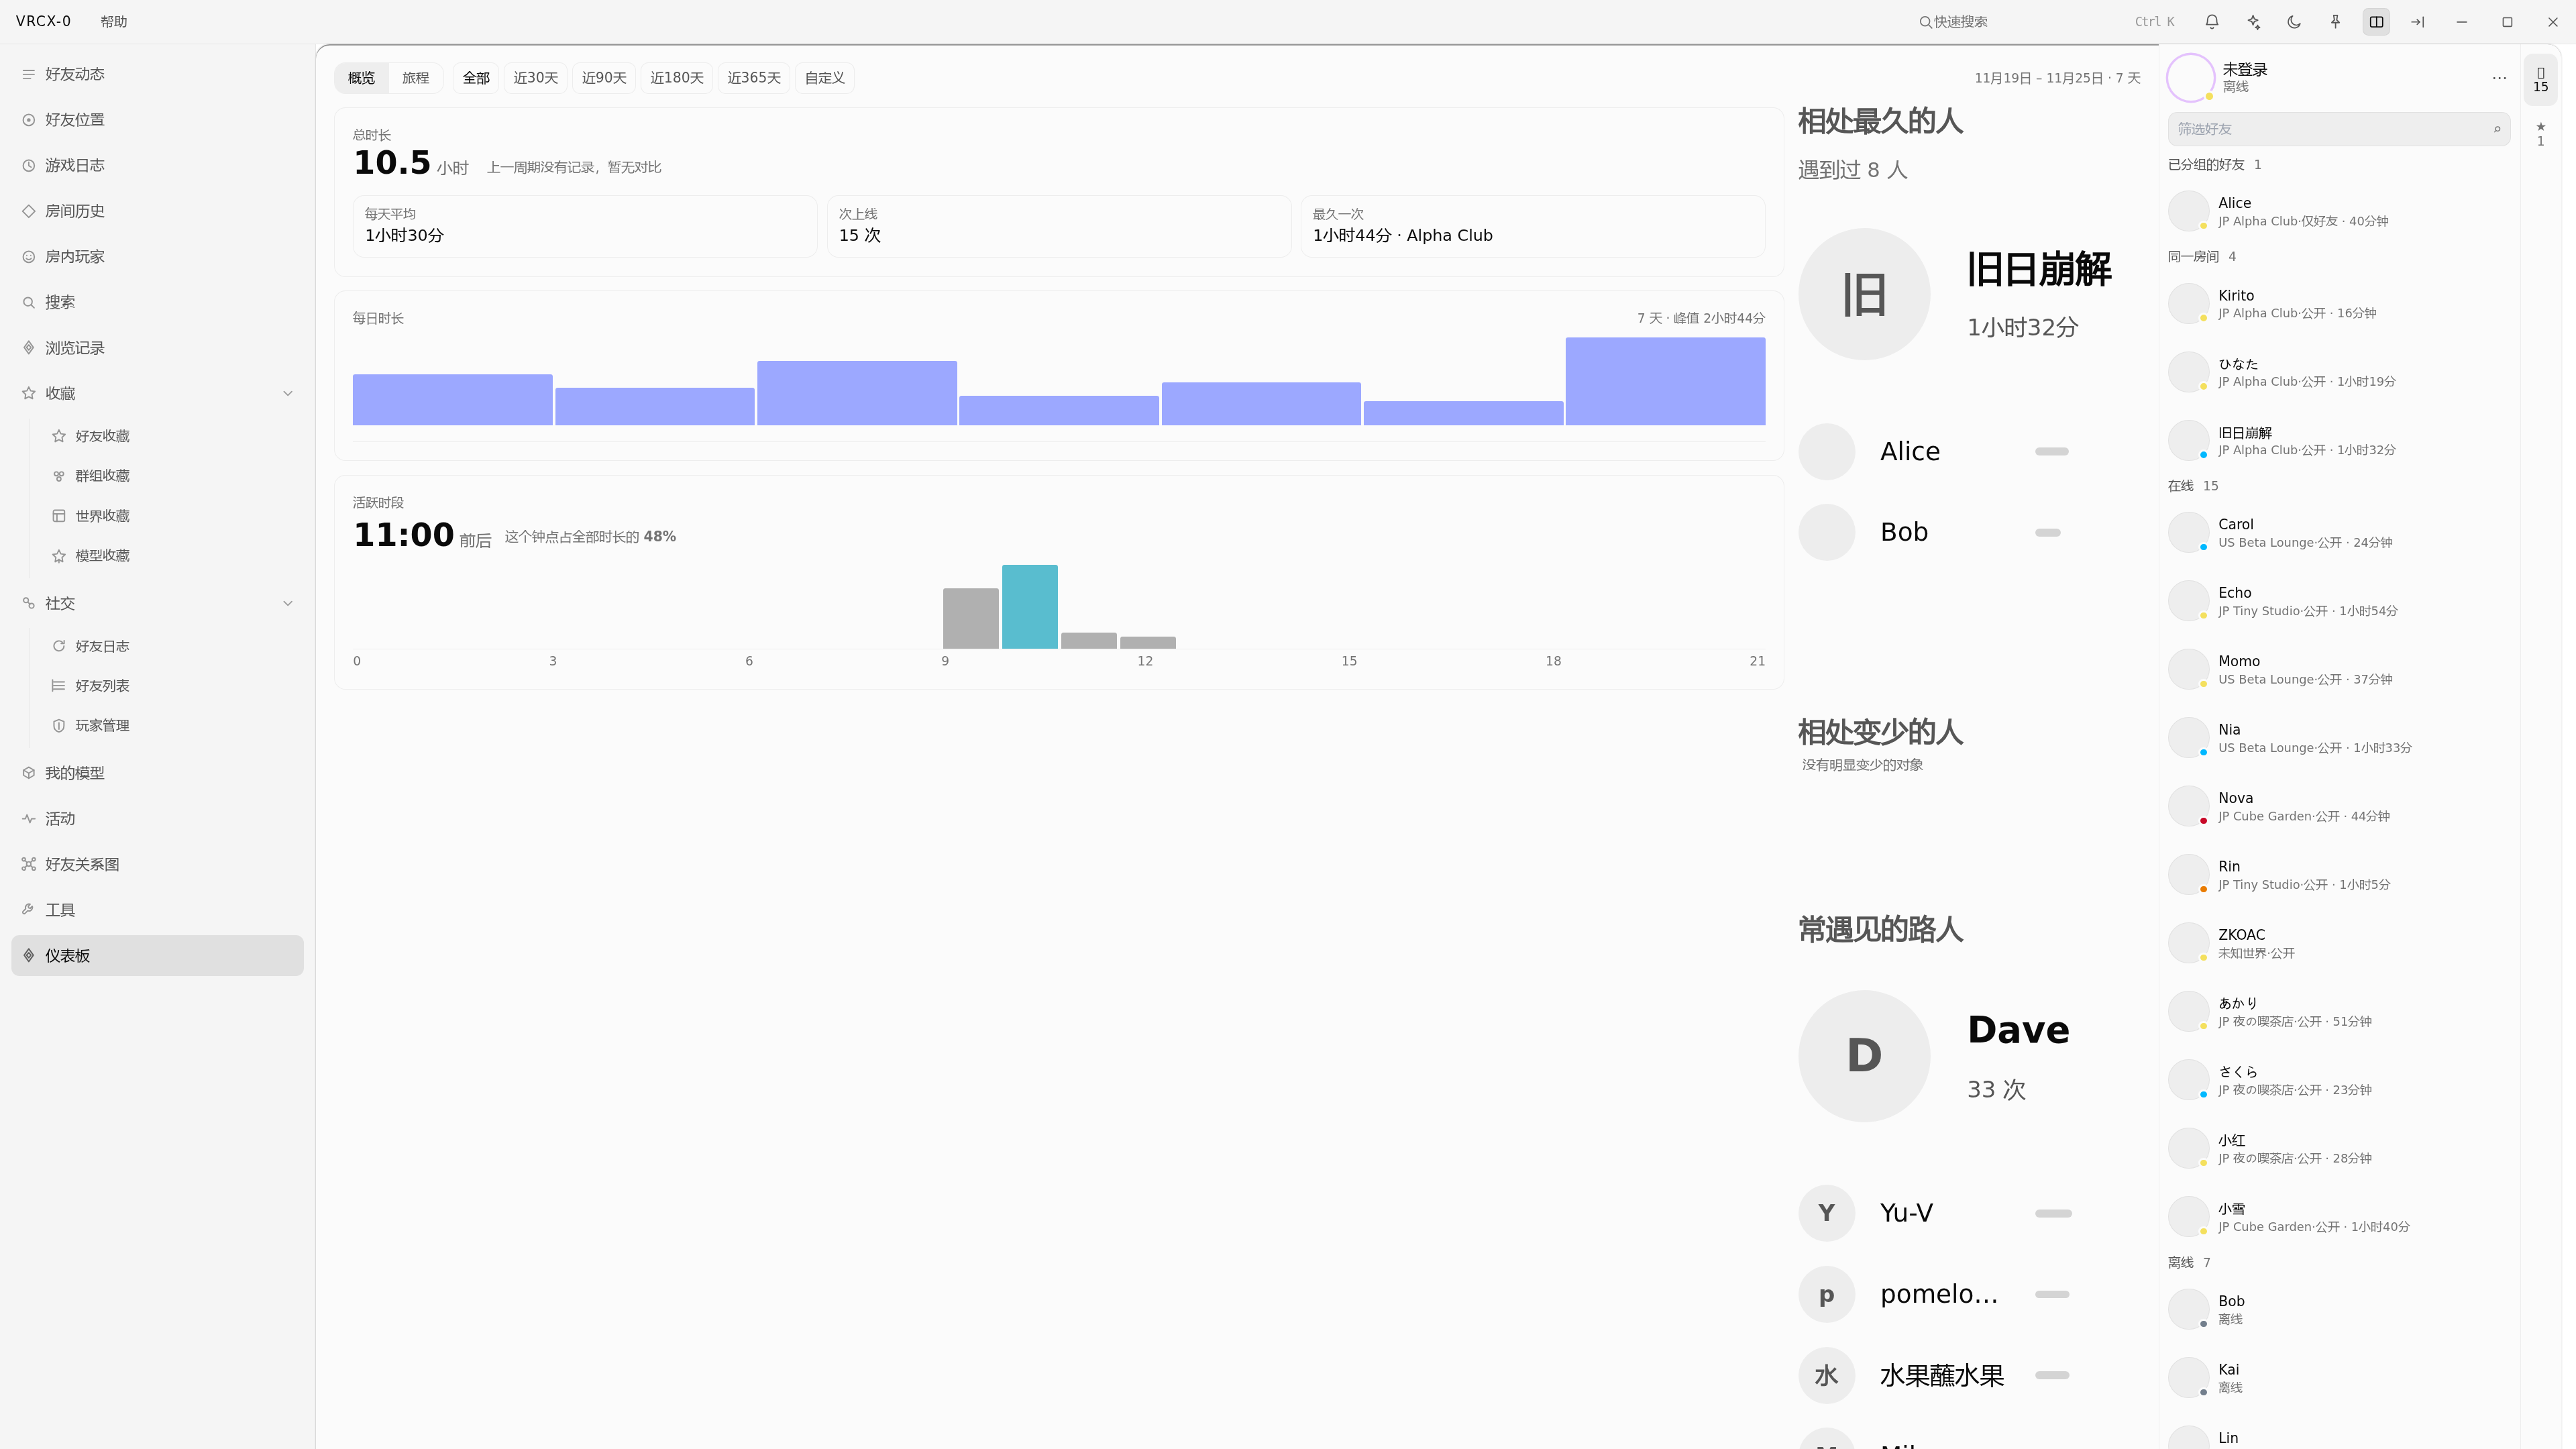 VRCX-0 帮助
快速搜索 Ctrl K
好友动态
好友位置
游戏日志
房间历史
房内玩家
搜索
浏览记录
收藏
好友收藏
群组收藏
世界收藏
模型收藏
社交
好友日志
好友列表
玩家管理
我的模型
活动
好友关系图
工具
仪表板
概览 旅程 全部 近30天 近90天 近180天 近365天 自定义
11月19日 – 11月25日 · 7 天
总时长
10.5 小时 上一周期没有记录，暂无对比
每天平均
1小时30分
次上线
15 次
最久一次
1小时44分 · Alpha Club
每日时长
7 天 · 峰值 2小时44分
活跃时段
11:00 前后 这个钟点占全部时长的 48%
0 3 6 9 12 15 18 21
相处最久的人
遇到过 8 人
旧
旧日崩解
1小时32分
Alice
Bob
相处变少的人
没有明显变少的对象
常遇见的路人
D
Dave
33 次
Y Yu-V
p pomelo…
水 水果蘸水果
未登录
离线
…
15
★
1
筛选好友
已分组的好友 1
Alice
JP Alpha Club·仅好友 · 40分钟
同一房间 4
Kirito
JP Alpha Club·公开 · 16分钟
ひなた
JP Alpha Club·公开 · 1小时19分
旧日崩解
JP Alpha Club·公开 · 1小时32分
在线 15
Carol
US Beta Lounge·公开 · 24分钟
Echo
JP Tiny Studio·公开 · 1小时54分
Momo
US Beta Lounge·公开 · 37分钟
Nia
US Beta Lounge·公开 · 1小时33分
Nova
JP Cube Garden·公开 · 44分钟
Rin
JP Tiny Studio·公开 · 1小时5分
ZKOAC
未知世界·公开
あかり
JP 夜の喫茶店·公开 · 51分钟
さくら
JP 夜の喫茶店·公开 · 23分钟
小红
JP 夜の喫茶店·公开 · 28分钟
小雪
JP Cube Garden·公开 · 1小时40分
离线 7
Bob
离线
Kai
离线
Lin